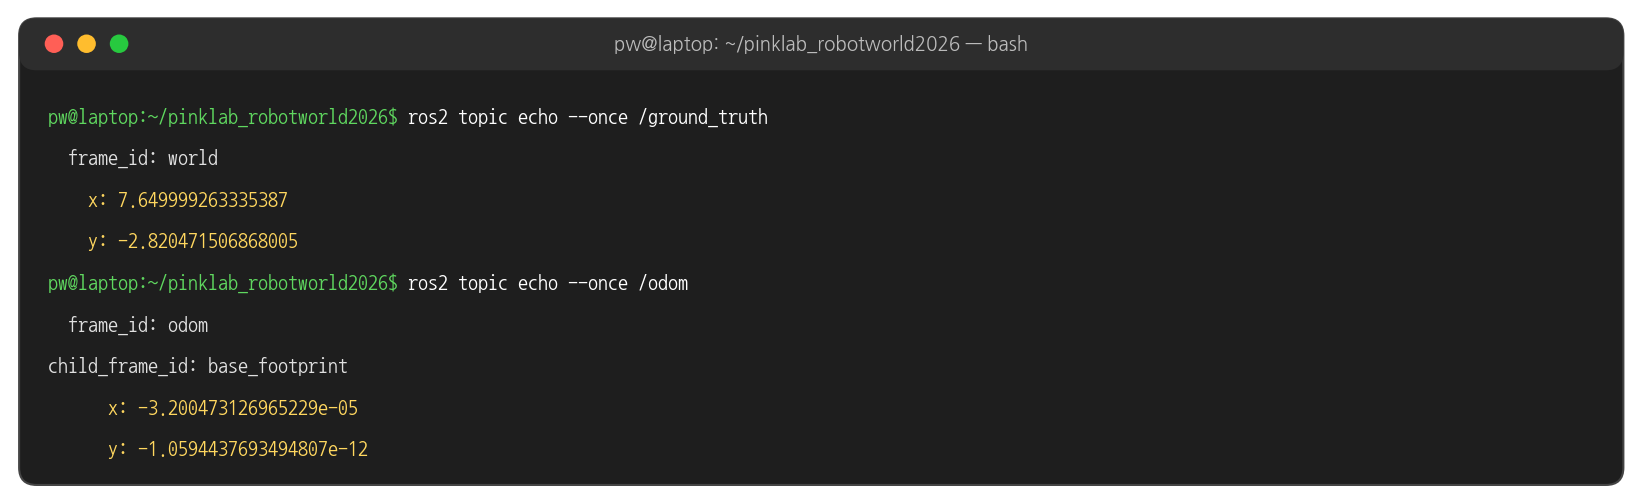 pw@laptop: ~/pinklab_robotworld2026 — bash
pw@laptop:~/pinklab_robotworld2026$ ros2 topic echo --once /ground_truth
frame_id: world
x: 7.649999263335387
y: -2.820471506868005
pw@laptop:~/pinklab_robotworld2026$ ros2 topic echo --once /odom
frame_id: odom
child_frame_id: base_footprint
x: -3.200473126965229e-05
y: -1.0594437693494807e-12